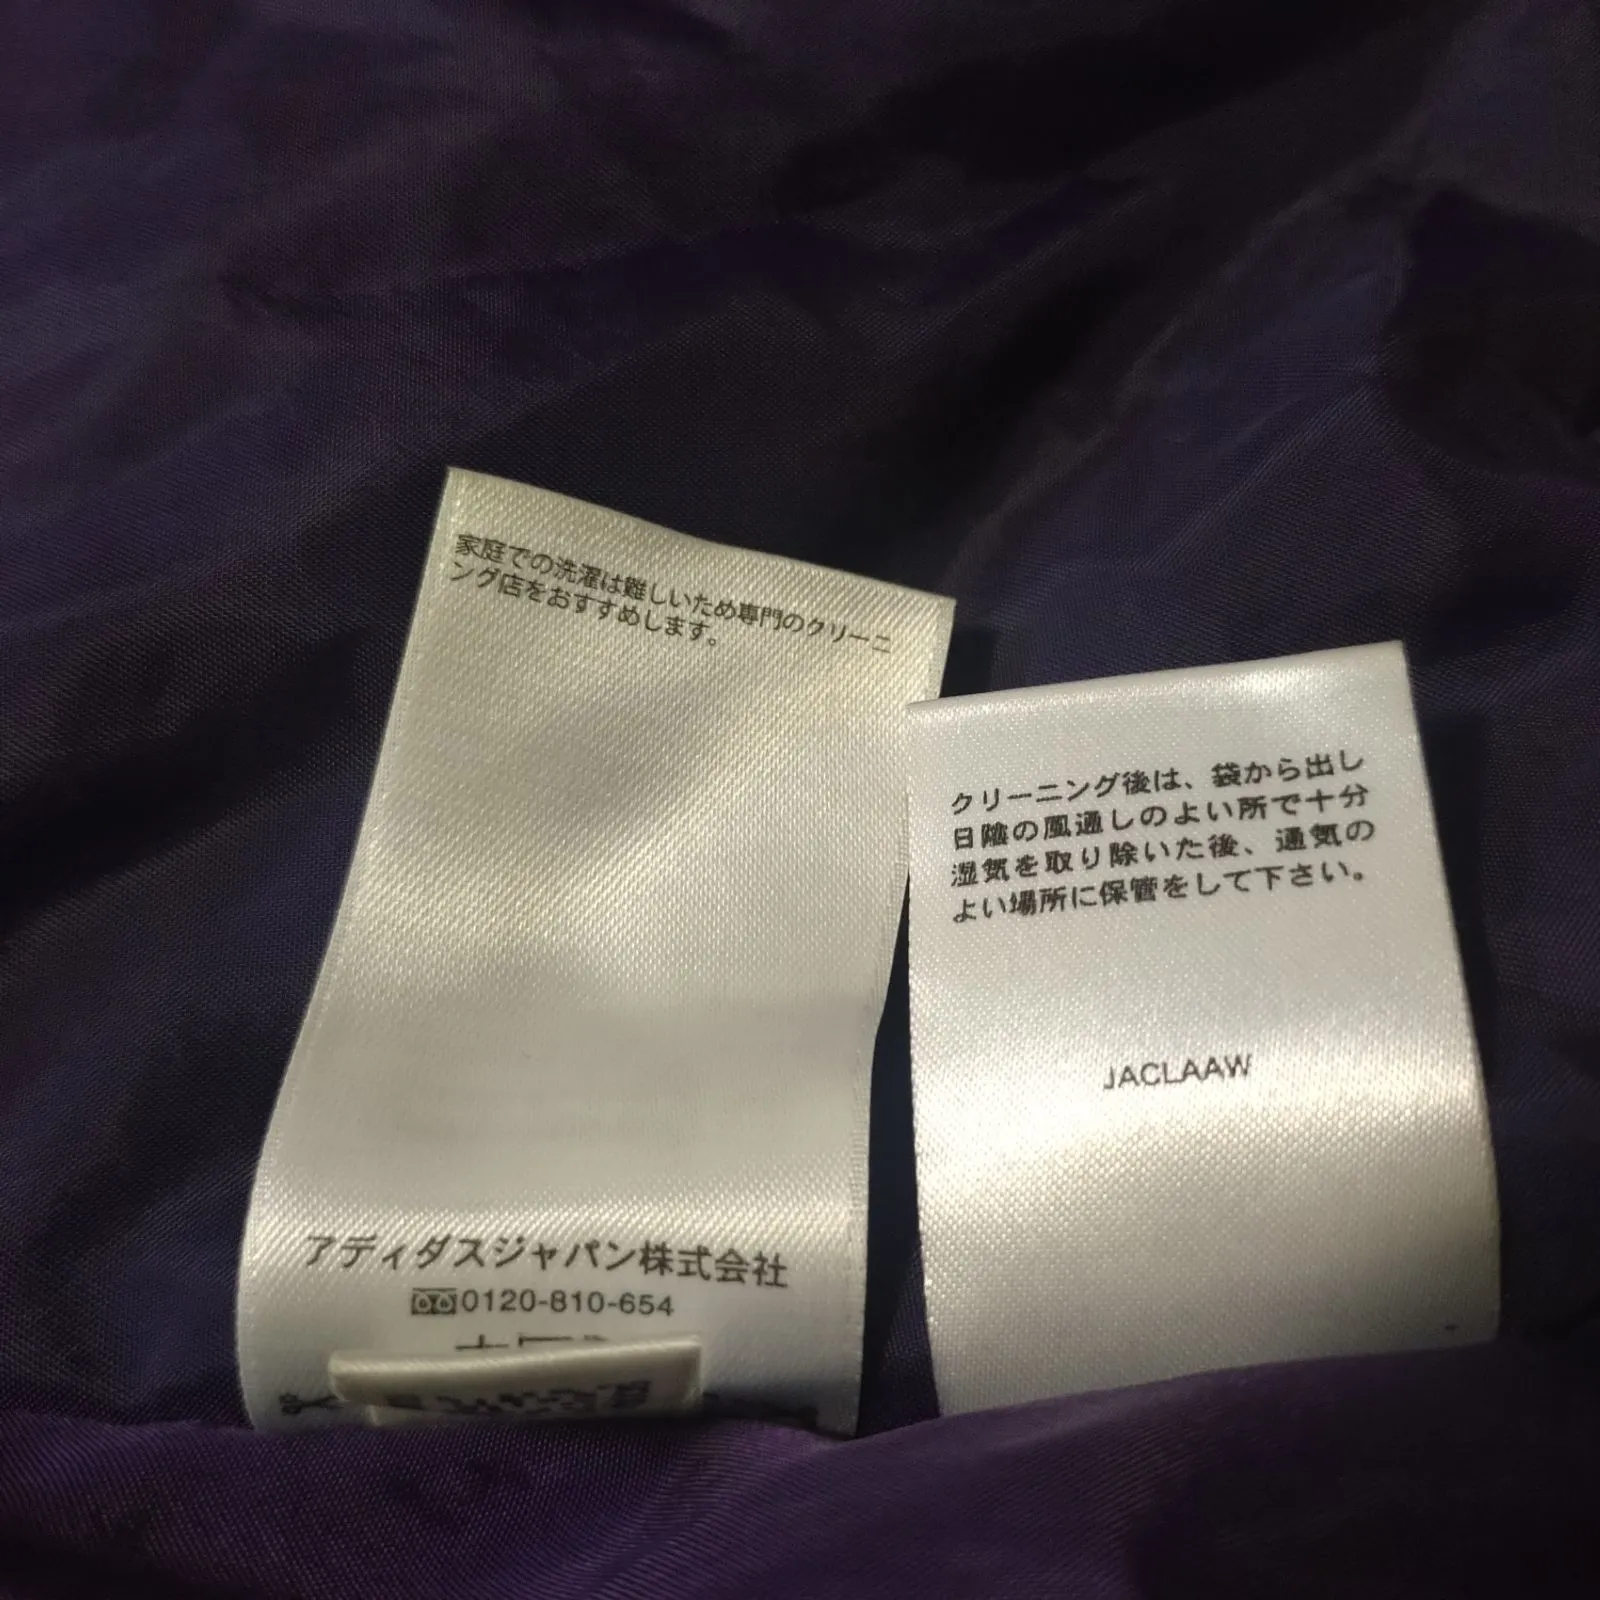 家庭での洗濯は難しいため専門のクリーニ
ング店をおすすめします。
アディダスジャパン株式会社
0120-810-654
クリーニング後は、袋から出し
日陰の風通しのよい所で十分
湿気を取り除いた後、通気の
よい場所に保管をして下さい。
JACLAAW